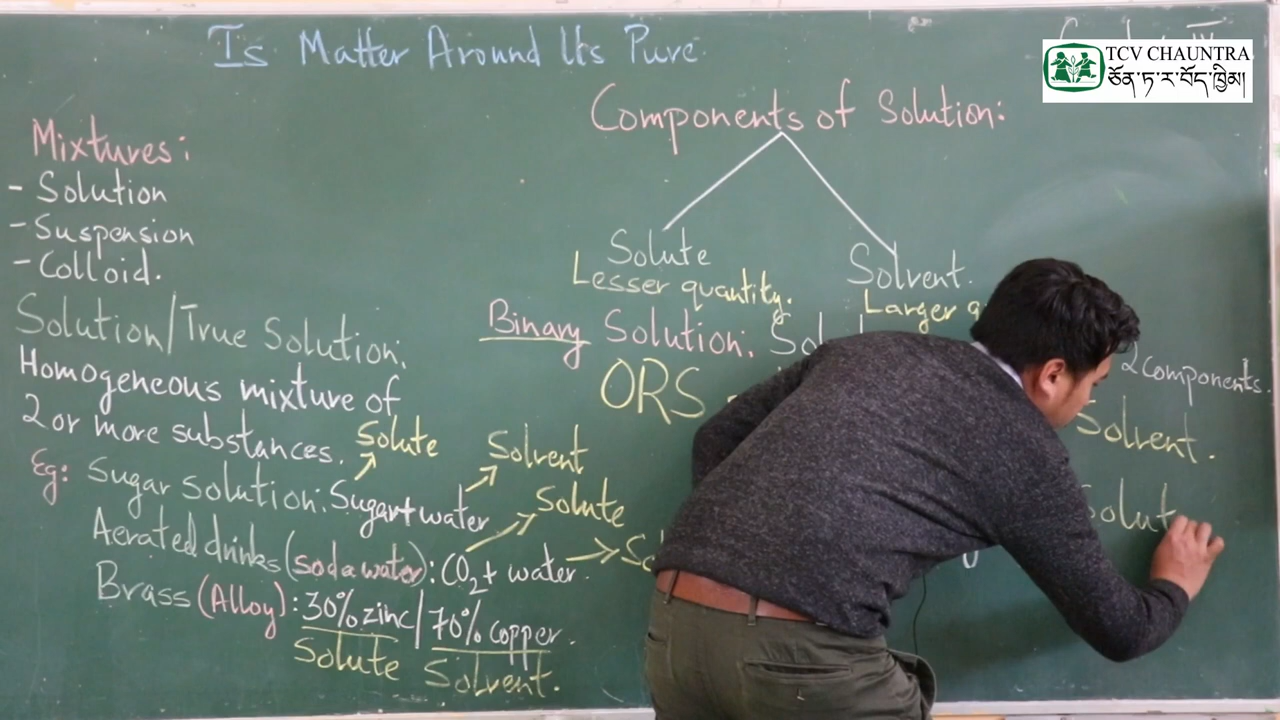 Is Matter Around Us Pure
TCV CHAUNTRA
ཆོན་ཏ་ར་བོད་ཁྱིམ།
Mixtures:
- Solution
- Suspension
- Colloid.
Solution/True Solution:
Homogeneous mixture of
2 or more substances.
Eg: Sugar solution: Sugar + water
Solute
Solvent
Aerated drinks (soda water): CO2 + water.
Solute
Brass (Alloy): 30% zinc / 70% copper.
Solute Solvent.
Components of Solution:
Solute Solvent.
Lesser quantity. Larger
Binary Solution: 2 Components.
ORS Solvent.